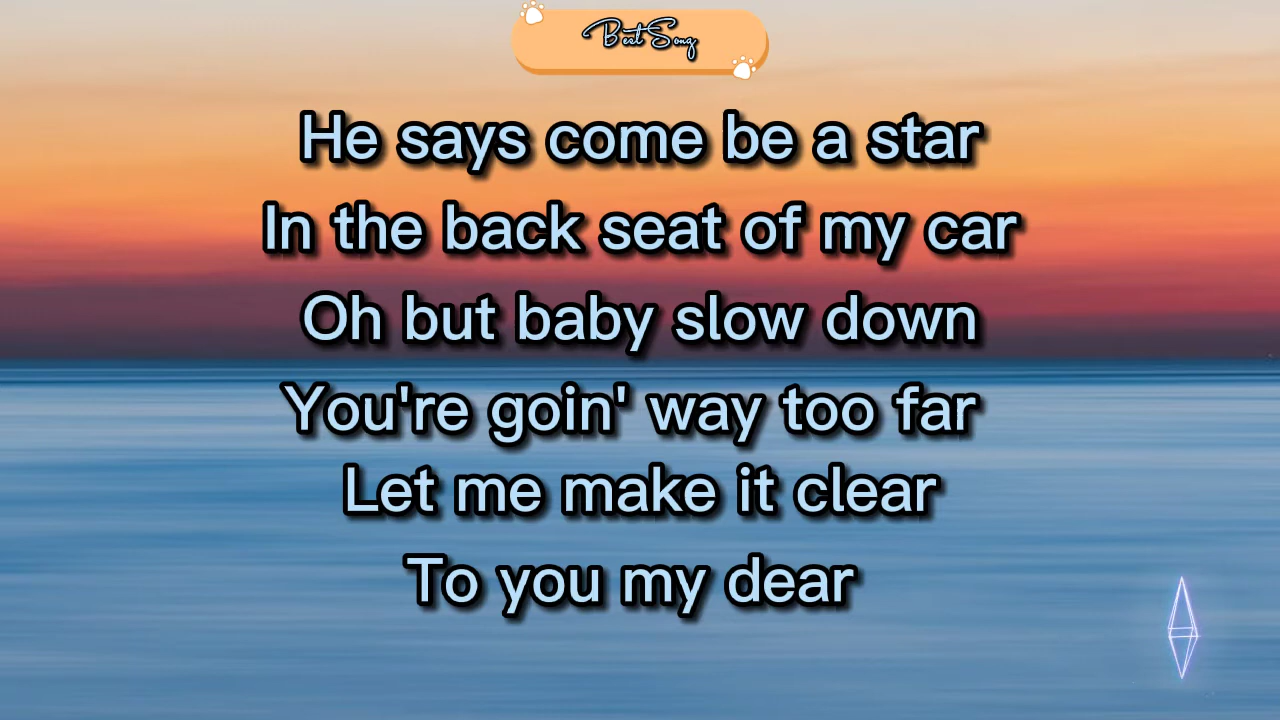 Best Song
He says come be a star
In the back seat of my car
Oh but baby slow down
You're goin' way too far
Let me make it clear
To you my dear